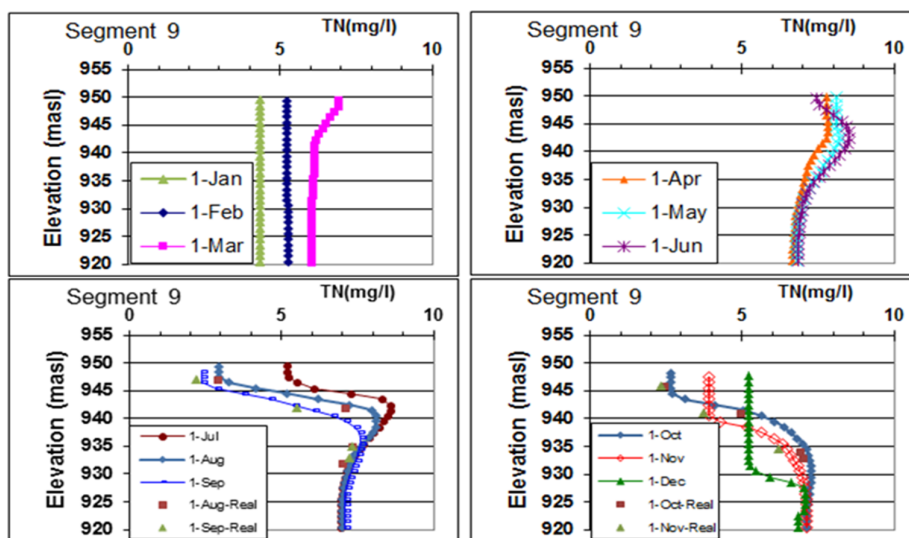 Segment 9 TN(mg/l)
0 5 10
Elevation (masl)
955
950
945
940
935
930
925
920
1-Jan
1-Feb
1-Mar
Segment 9 TN(mg/l)
0 5 10
Elevation (masl)
955
950
945
940
935
930
925
920
1-Apr
1-May
1-Jun
Segment 9 TN(mg/l)
0 5 10
Elevation (masl)
955
950
945
940
935
930
925
920
1-Jul
1-Aug
1-Sep
1-Aug-Real
1-Sep-Real
Segment 9 TN(mg/l)
0 5 10
Elevation (masl)
955
950
945
940
935
930
925
920
1-Oct
1-Nov
1-Dec
1-Oct-Real
1-Nov-Real